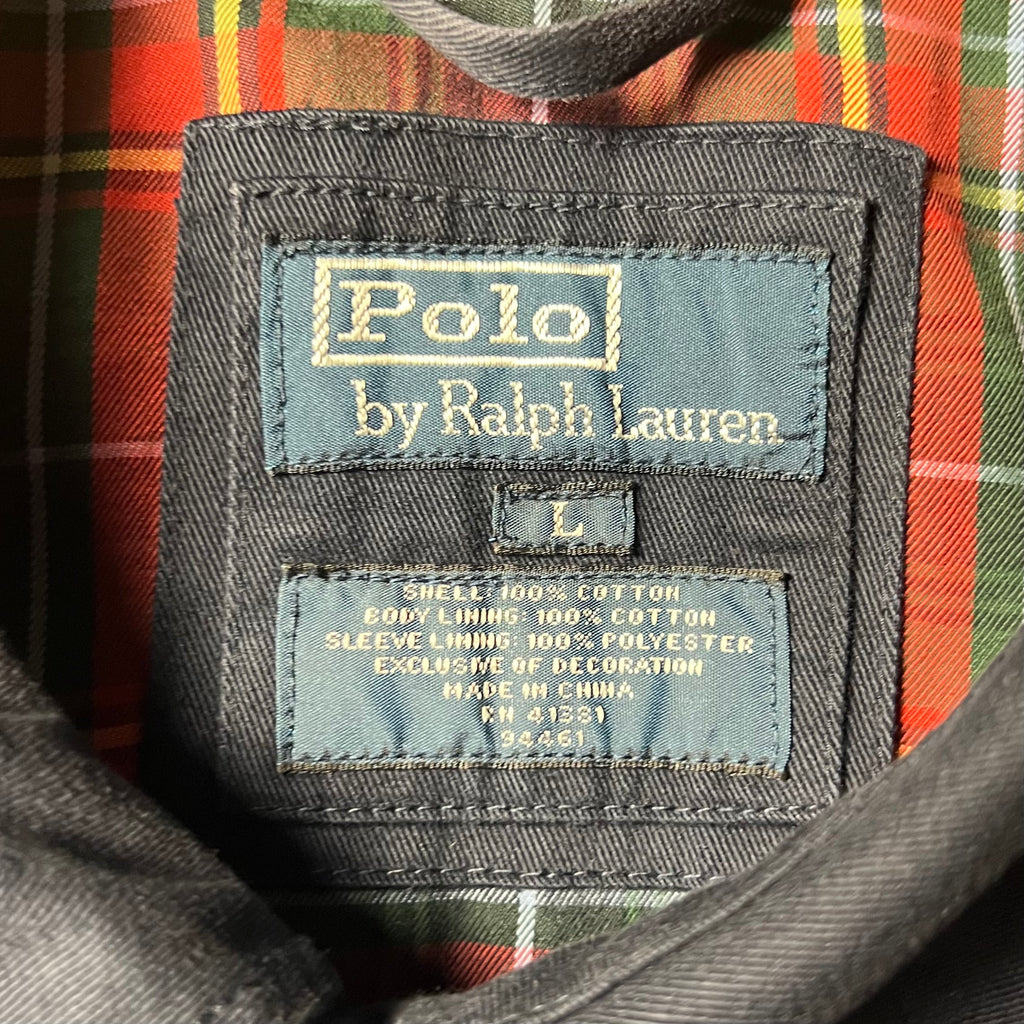 Polo
by Ralph Lauren
L
SHELL: 100% COTTON
BODY LINING: 100% COTTON
SLEEVE LINING: 100% POLYESTER
EXCLUSIVE OF DECORATION
MADE IN CHINA
RN 41381
94461